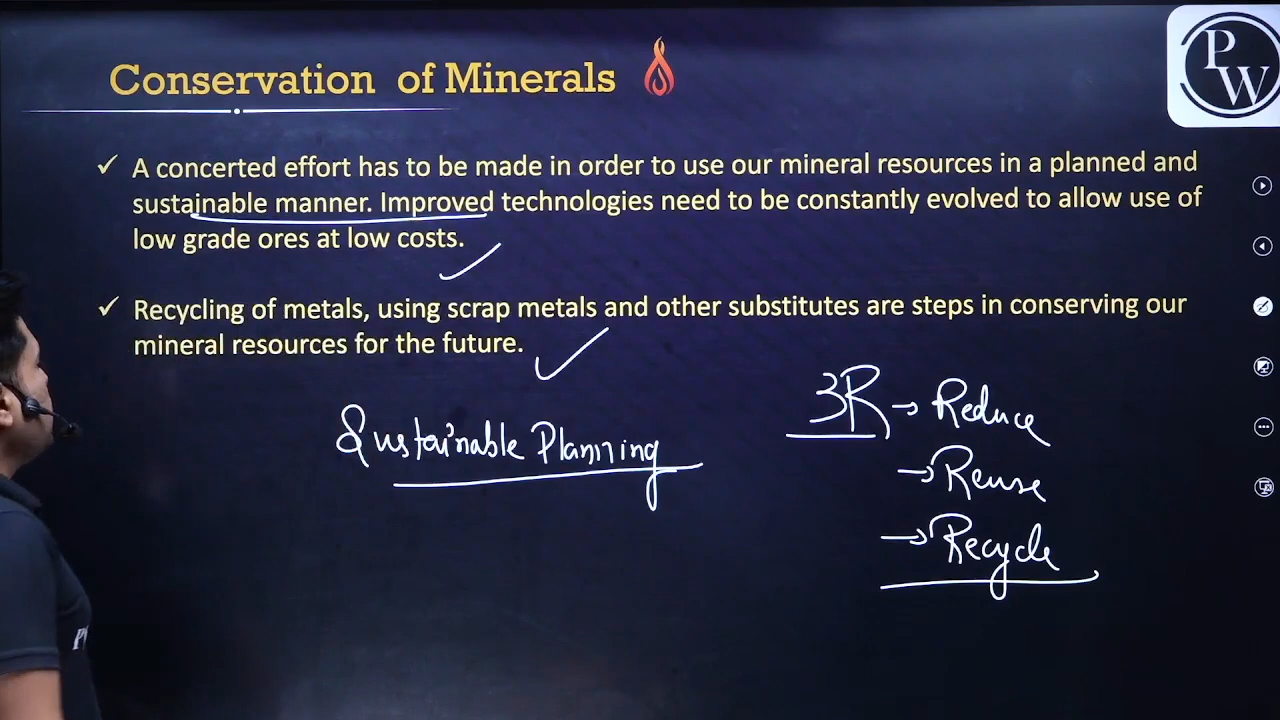 Conservation of Minerals
PW
✓ A concerted effort has to be made in order to use our mineral resources in a planned and
sustainable manner. Improved technologies need to be constantly evolved to allow use of
low grade ores at low costs.
✓ Recycling of metals, using scrap metals and other substitutes are steps in conserving our
mineral resources for the future.
Sustainable Planning
3R → Reduce
→ Reuse
→ Recycle